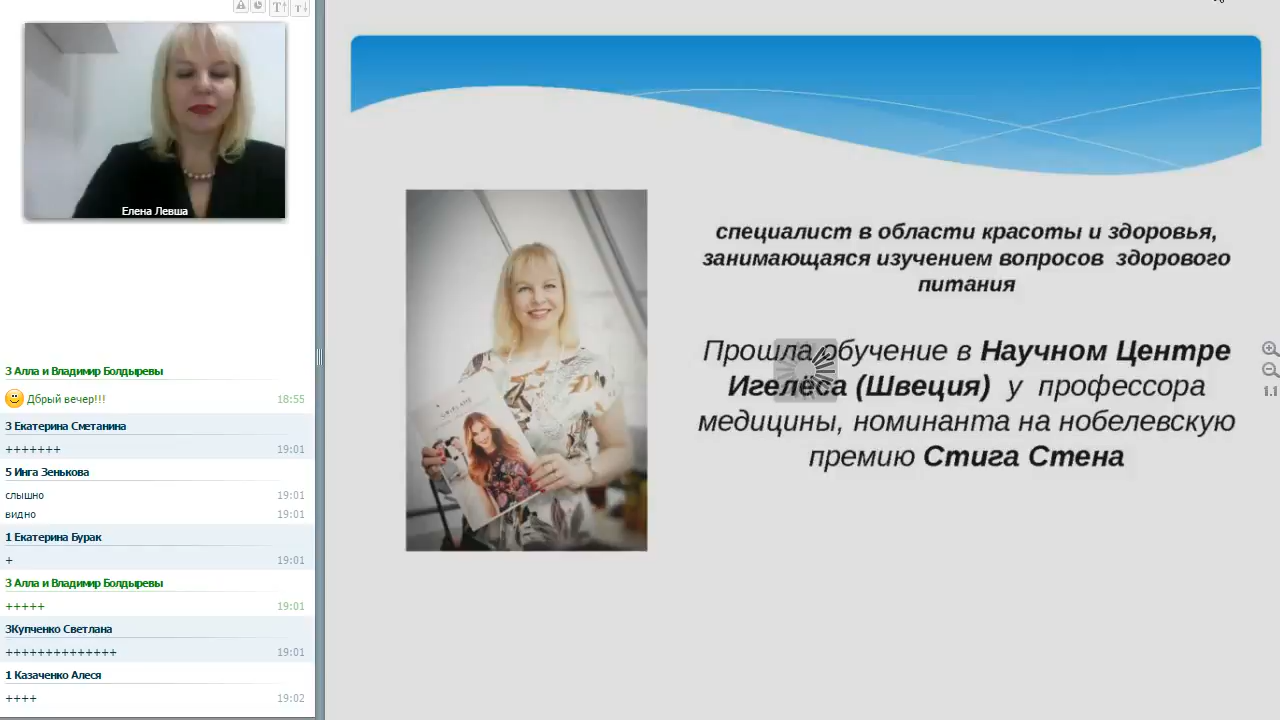 Елена Левша
3 Алла и Владимир Болдыревы
Дбрый вечер!!! 18:55
3 Екатерина Сметанина
+++++++ 19:01
5 Инга Зенькова
слышно 19:01
видно 19:01
1 Екатерина Бурак
+ 19:01
3 Алла и Владимир Болдыревы
+++++ 19:01
3Купченко Светлана
++++++++++++++ 19:01
1 Казаченко Алеся
++++ 19:02
специалист в области красоты и здоровья,
занимающаяся изучением вопросов здорового
питания
Прошла обучение в Научном Центре
Игелёса (Швеция) у профессора
медицины, номинанта на нобелевскую
премию Стига Стена
1.1